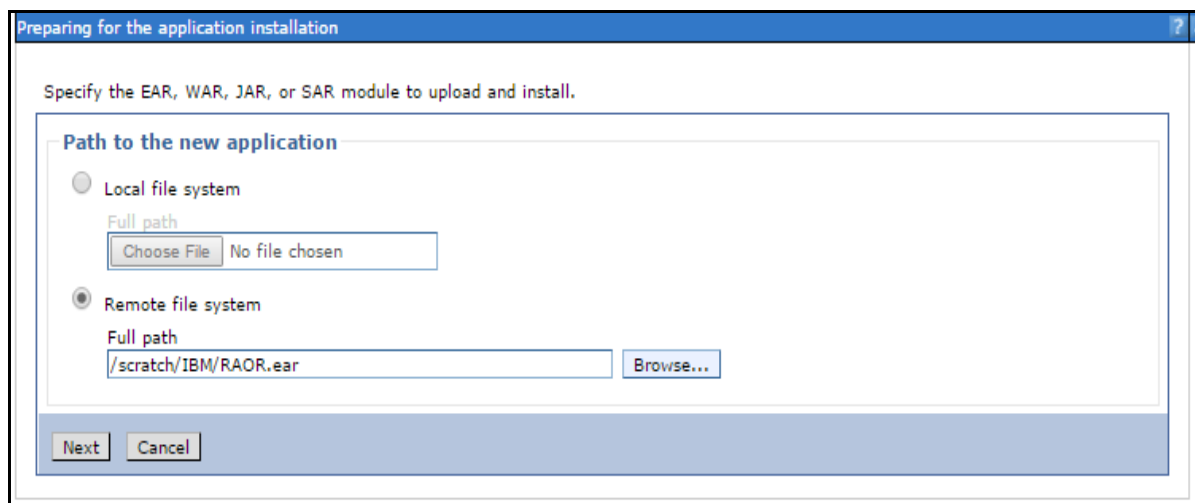 Preparing for the application installation ?
Specify the EAR, WAR, JAR, or SAR module to upload and install.
Path to the new application
Local file system
Full path
Choose File No file chosen
Remote file system
Full path
/scratch/IBM/RAOR.ear Browse...
Next Cancel